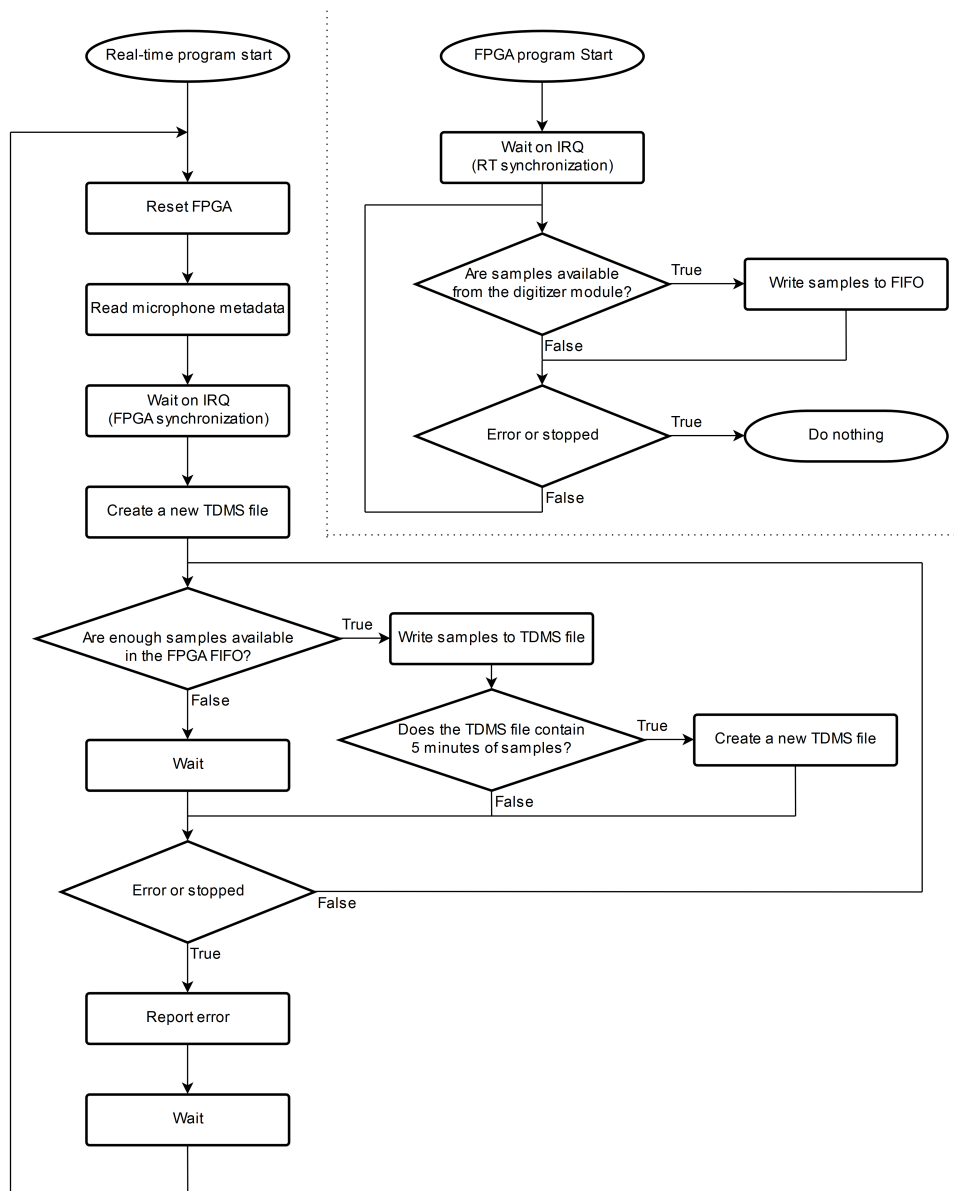 Real-time program start
Reset FPGA
Read microphone metadata
Wait on IRQ
(FPGA synchronization)
Create a new TDMS file
Are enough samples available
in the FPGA FIFO?
True
False
Write samples to TDMS file
Does the TDMS file contain
5 minutes of samples?
True
False
Create a new TDMS file
Wait
Error or stopped
False
True
Report error
Wait
FPGA program Start
Wait on IRQ
(RT synchronization)
Are samples available
from the digitizer module?
True
False
Write samples to FIFO
Error or stopped
True
False
Do nothing